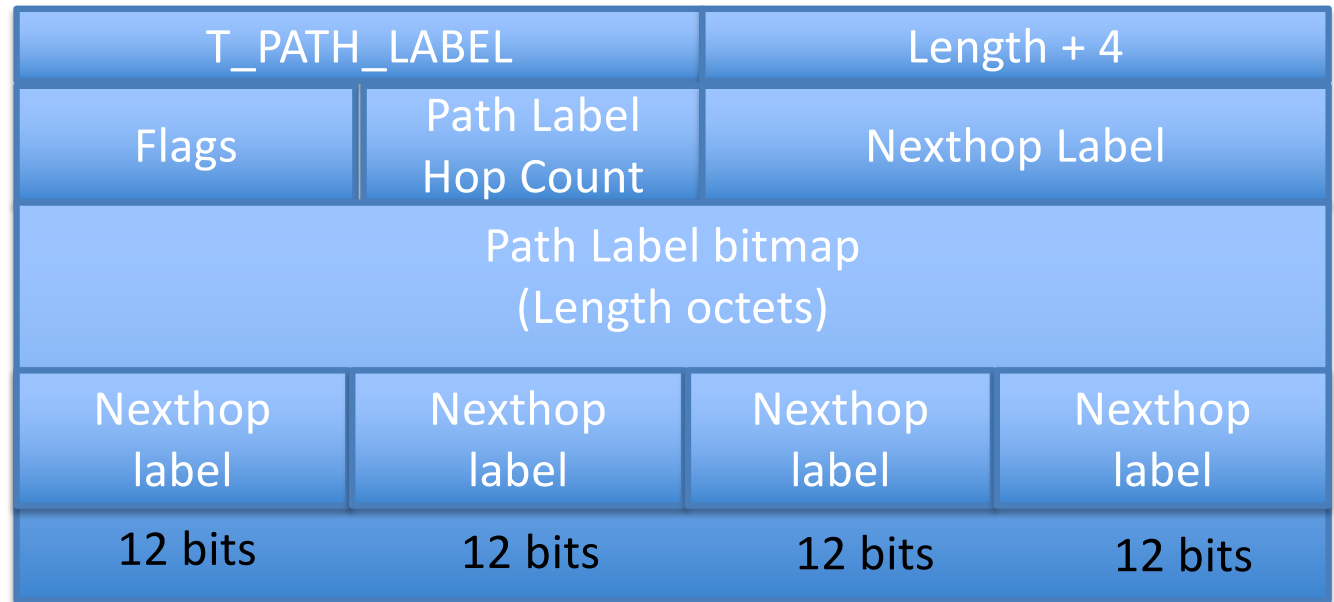 T_PATH_LABEL
Length + 4
Flags
Path Label
Hop Count
Nexthop Label
Path Label bitmap
(Length octets)
Nexthop
label
Nexthop
label
Nexthop
label
Nexthop
label
12 bits
12 bits
12 bits
12 bits